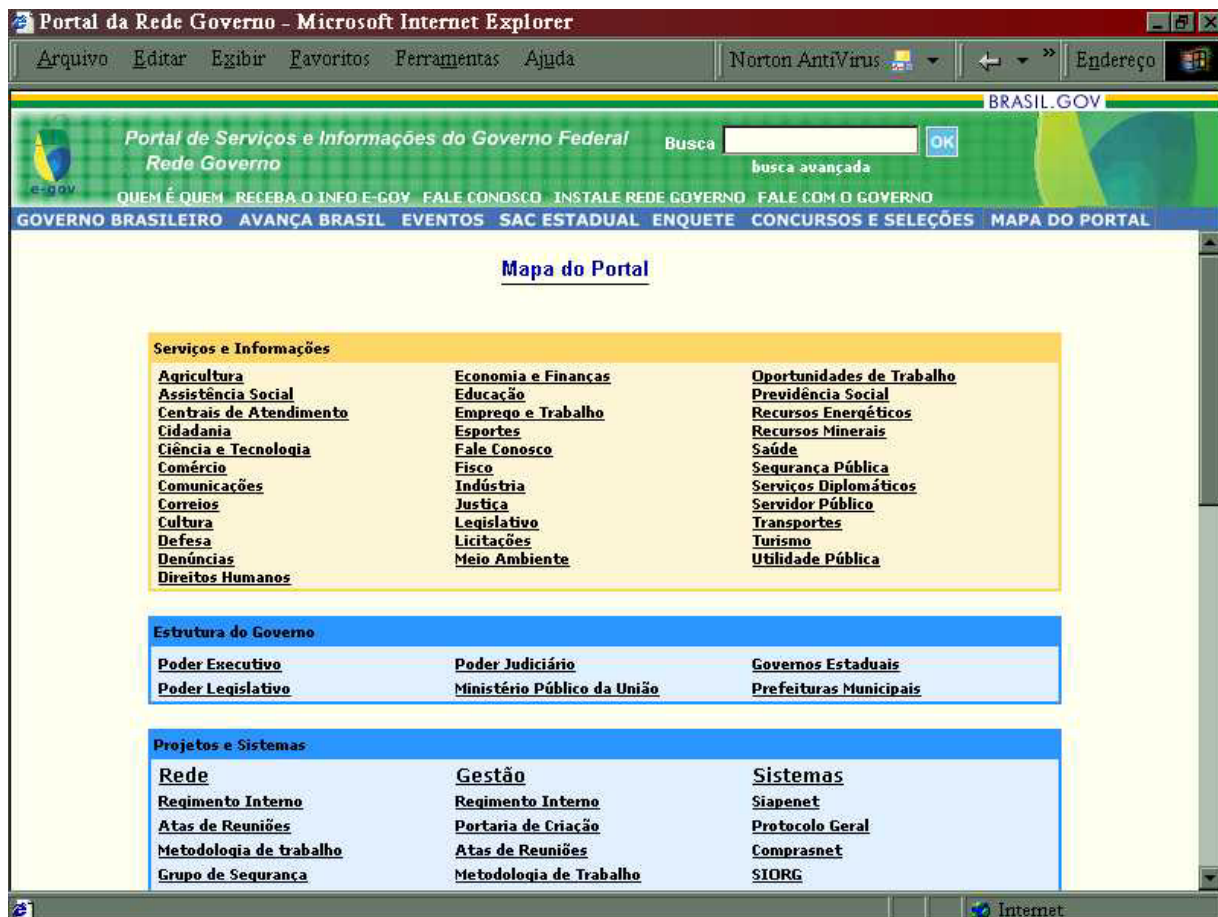 Portal da Rede Governo - Microsoft Internet Explorer
Arquivo Editar Exibir Favoritos Ferramentas Ajuda Norton AntiVirus » Endereço
BRASIL.GOV
e-gov
Portal de Serviços e Informações do Governo Federal
Rede Governo
Busca OK
busca avançada
QUEM É QUEM RECEBA O INFO E-GOV FALE CONOSCO INSTALE REDE GOVERNO FALE COM O GOVERNO
GOVERNO BRASILEIRO AVANÇA BRASIL EVENTOS SAC ESTADUAL ENQUETE CONCURSOS E SELEÇÕES MAPA DO PORTAL
Mapa do Portal
Serviços e Informações
Agricultura Economia e Finanças Oportunidades de Trabalho
Assistência Social Educação Previdência Social
Centrais de Atendimento Emprego e Trabalho Recursos Energéticos
Cidadania Esportes Recursos Minerais
Ciência e Tecnologia Fale Conosco Saúde
Comércio Fisco Segurança Pública
Comunicações Indústria Serviços Diplomáticos
Correios Justiça Servidor Público
Cultura Legislativo Transportes
Defesa Licitações Turismo
Denúncias Meio Ambiente Utilidade Pública
Direitos Humanos
Estrutura do Governo
Poder Executivo Poder Judiciário Governos Estaduais
Poder Legislativo Ministério Público da União Prefeituras Municipais
Projetos e Sistemas
Rede Gestão Sistemas
Regimento Interno Regimento Interno Siapenet
Atas de Reuniões Portaria de Criação Protocolo Geral
Metodologia de trabalho Atas de Reuniões Comprasnet
Grupo de Segurança Metodologia de Trabalho SIORG
Internet